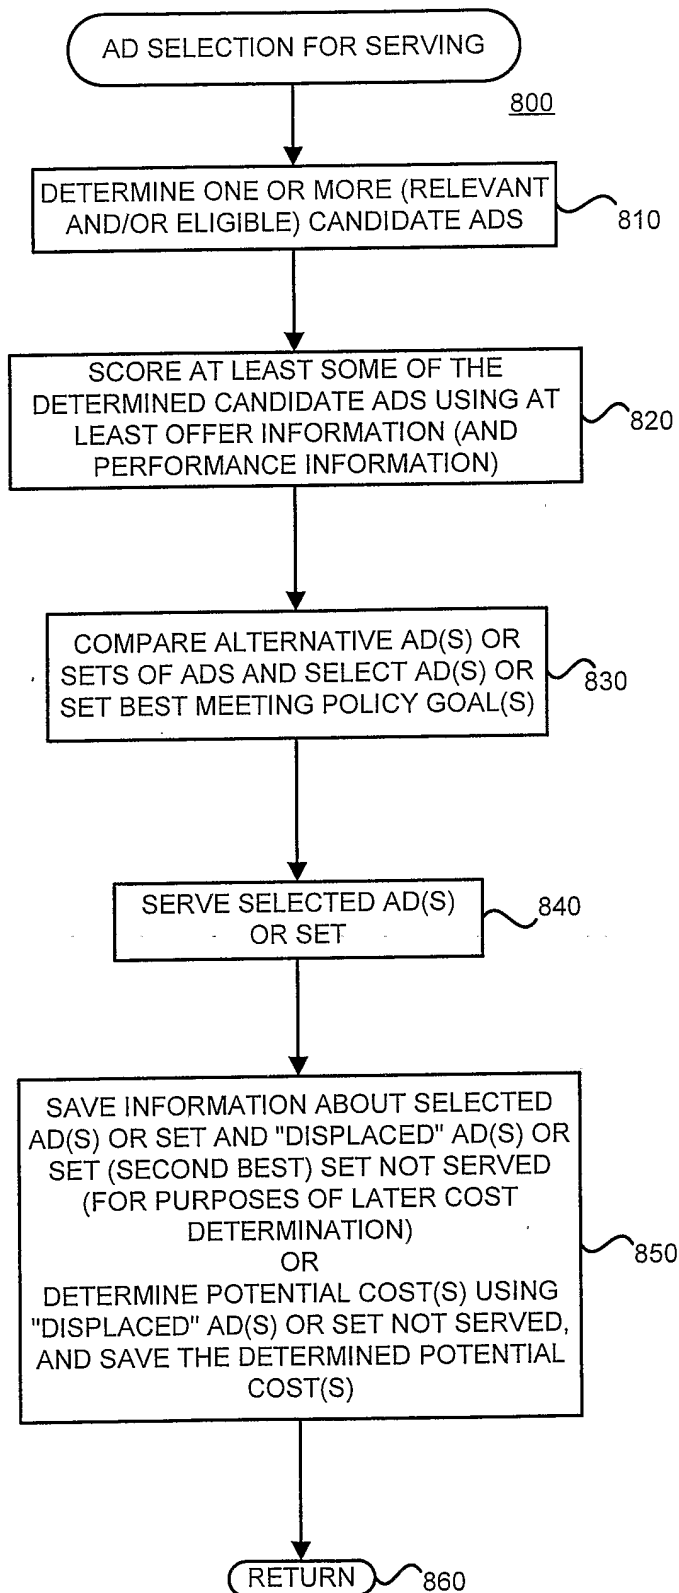 AD SELECTION FOR SERVING
800
DETERMINE ONE OR MORE (RELEVANT
AND/OR ELIGIBLE) CANDIDATE ADS
810
SCORE AT LEAST SOME OF THE
DETERMINED CANDIDATE ADS USING AT
LEAST OFFER INFORMATION (AND
PERFORMANCE INFORMATION)
820
COMPARE ALTERNATIVE AD(S) OR
SETS OF ADS AND SELECT AD(S) OR
SET BEST MEETING POLICY GOAL(S)
830
SERVE SELECTED AD(S)
OR SET
840
SAVE INFORMATION ABOUT SELECTED
AD(S) OR SET AND "DISPLACED" AD(S) OR
SET (SECOND BEST) SET NOT SERVED
(FOR PURPOSES OF LATER COST
DETERMINATION)
OR
DETERMINE POTENTIAL COST(S) USING
"DISPLACED" AD(S) OR SET NOT SERVED,
AND SAVE THE DETERMINED POTENTIAL
COST(S)
850
RETURN
860